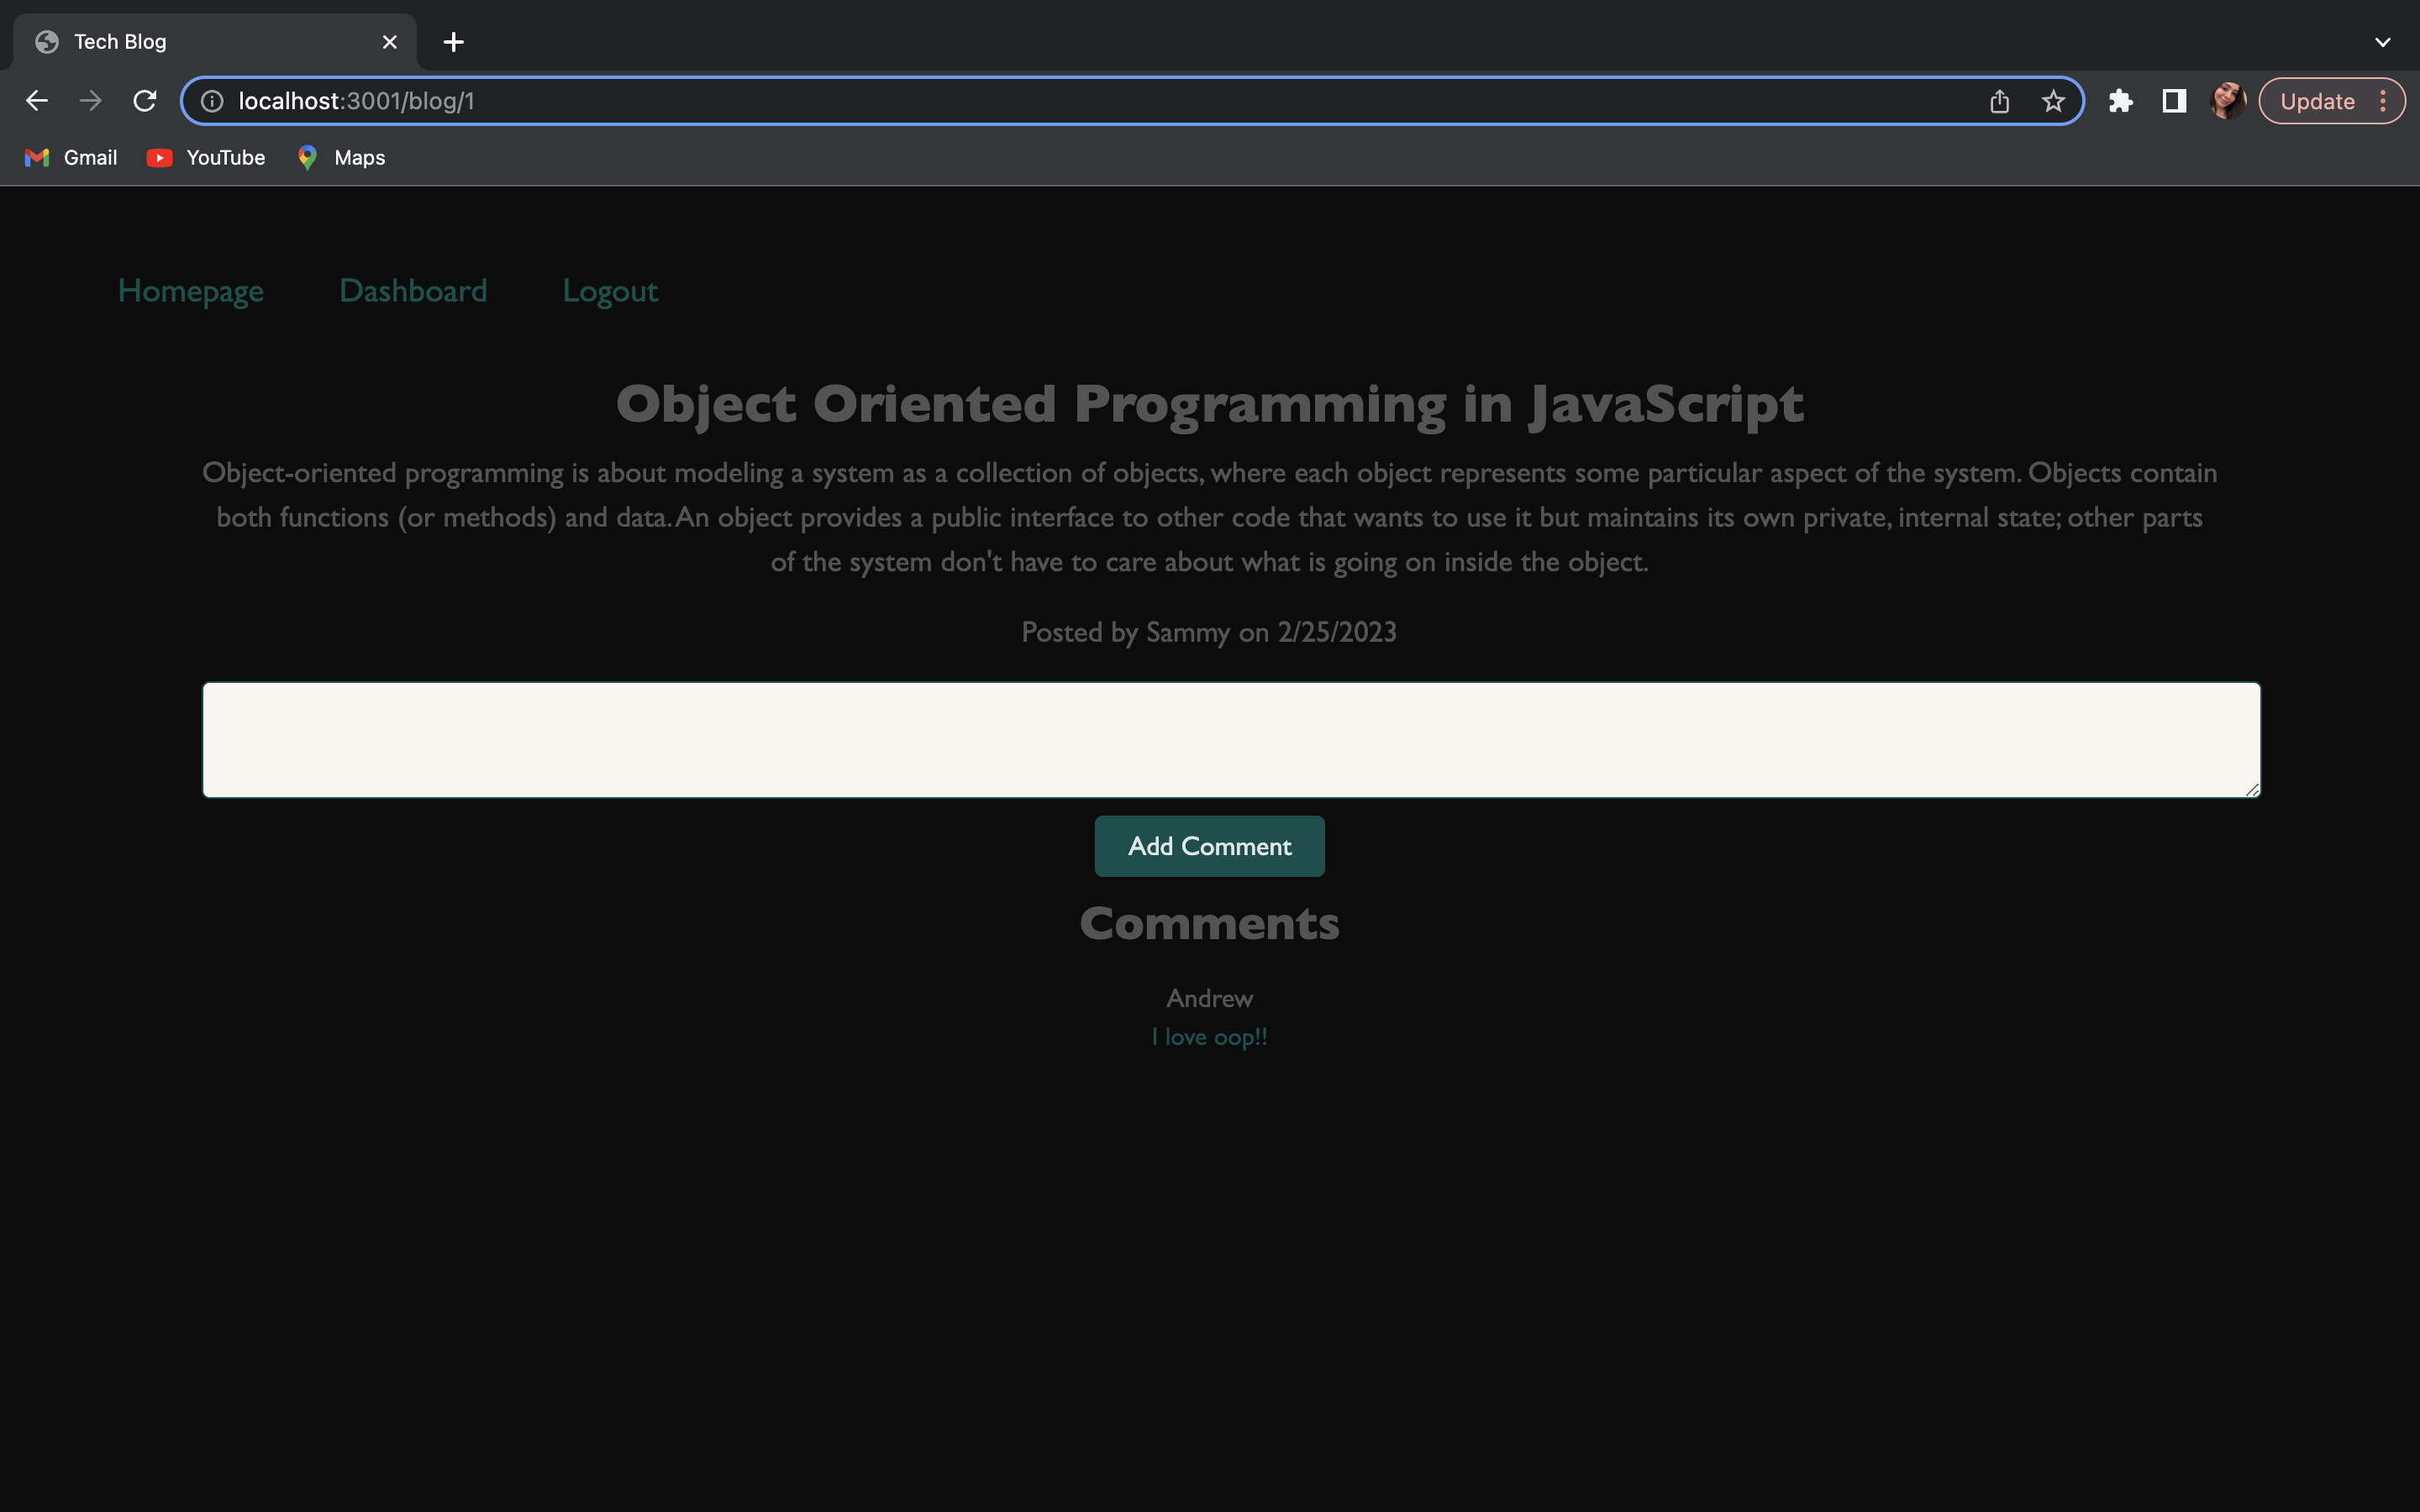 Tech Blog
localhost:3001/blog/1
Update
Gmail YouTube Maps
Homepage Dashboard Logout
Object Oriented Programming in JavaScript
Object-oriented programming is about modeling a system as a collection of objects, where each object represents some particular aspect of the system. Objects contain
both functions (or methods) and data. An object provides a public interface to other code that wants to use it but maintains its own private, internal state; other parts
of the system don't have to care about what is going on inside the object.
Posted by Sammy on 2/25/2023
Add Comment
Comments
Andrew
I love oop!!